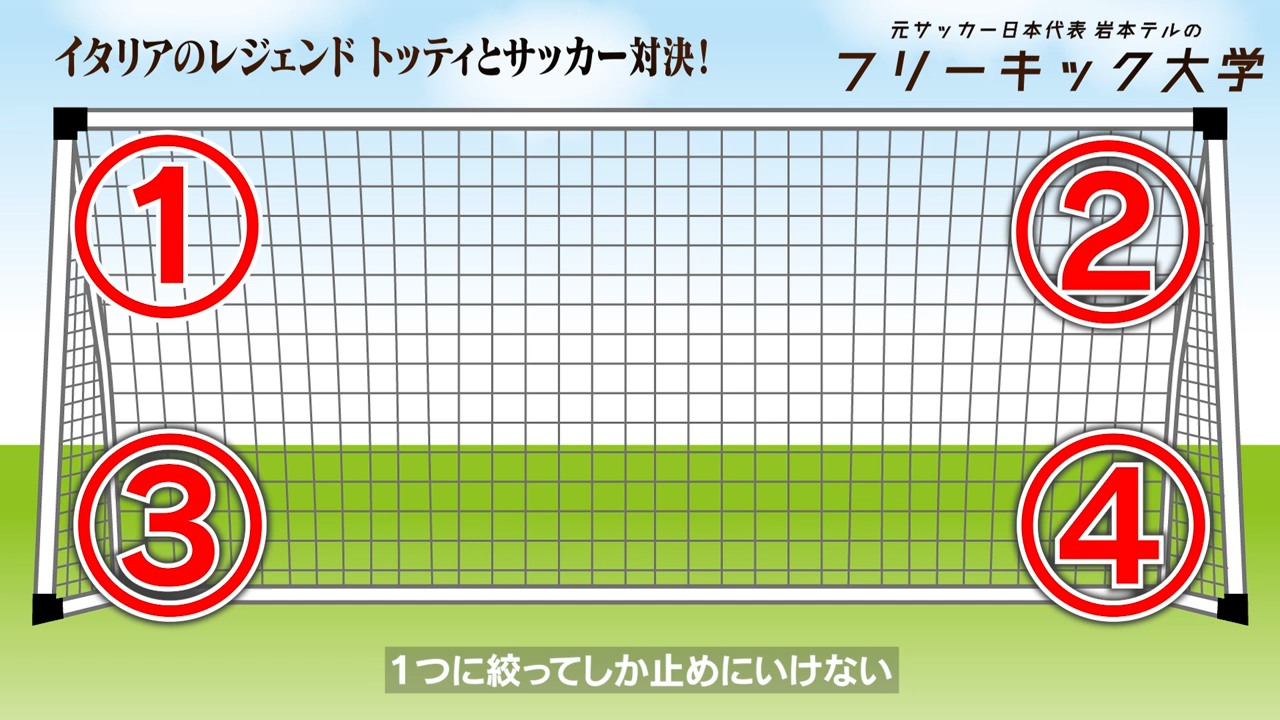 イタリアのレジェンド トッティとサッカー対決!
元サッカー日本代表 岩本テルの
フリーキック大学
1
2
3
4
1つに絞ってしか止めにいけない